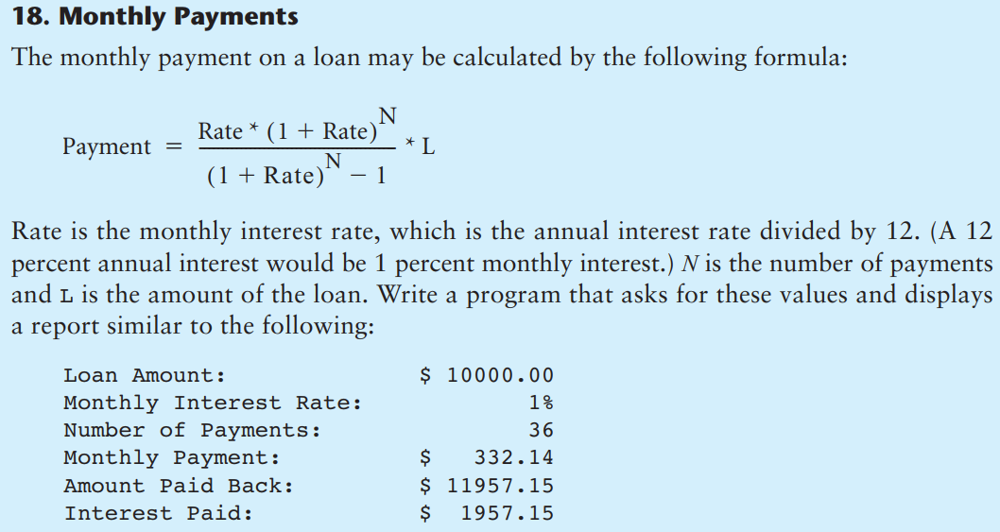 18. Monthly Payments
The monthly payment on a loan may be calculated by the following formula:
Payment = Rate * (1 + Rate)^N / (1 + Rate)^N − 1 * L
Rate is the monthly interest rate, which is the annual interest rate divided by 12. (A 12
percent annual interest would be 1 percent monthly interest.) N is the number of payments
and L is the amount of the loan. Write a program that asks for these values and displays
a report similar to the following:
Loan Amount: $ 10000.00
Monthly Interest Rate: 1%
Number of Payments: 36
Monthly Payment: $ 332.14
Amount Paid Back: $ 11957.15
Interest Paid: $ 1957.15